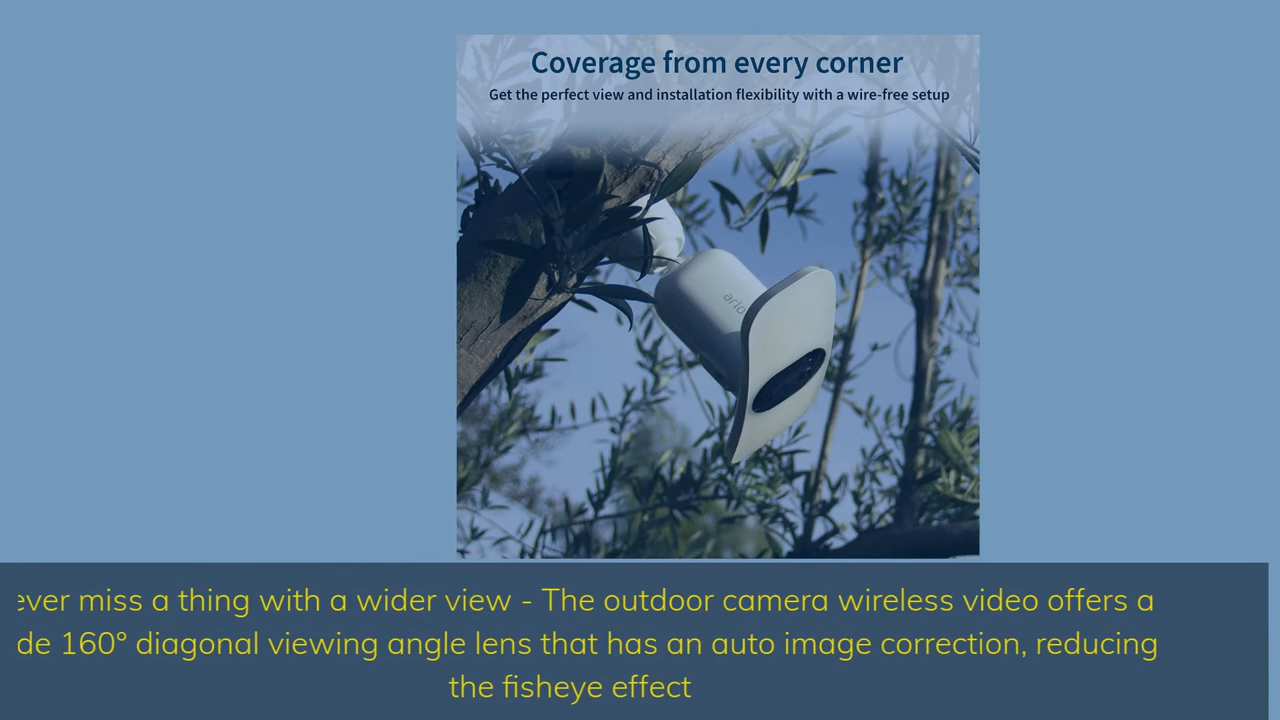 Coverage from every corner
Get the perfect view and installation flexibility with a wire-free setup
arlo
ever miss a thing with a wider view - The outdoor camera wireless video offers a
de 160° diagonal viewing angle lens that has an auto image correction, reducing
the fisheye effect